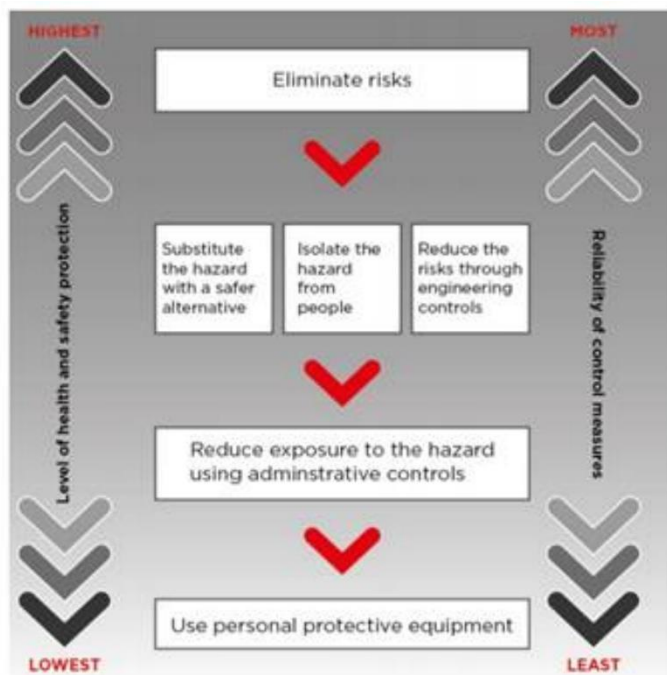 HIGHEST
MOST
Eliminate risks
Substitute
the hazard
with a safer
alternative
Isolate the
hazard
from
people
Reduce the
risks through
engineering
controls
Level of health and safety protection
Reliability of control measures
Reduce exposure to the hazard
using adminstrative controls
Use personal protective equipment
LOWEST
LEAST